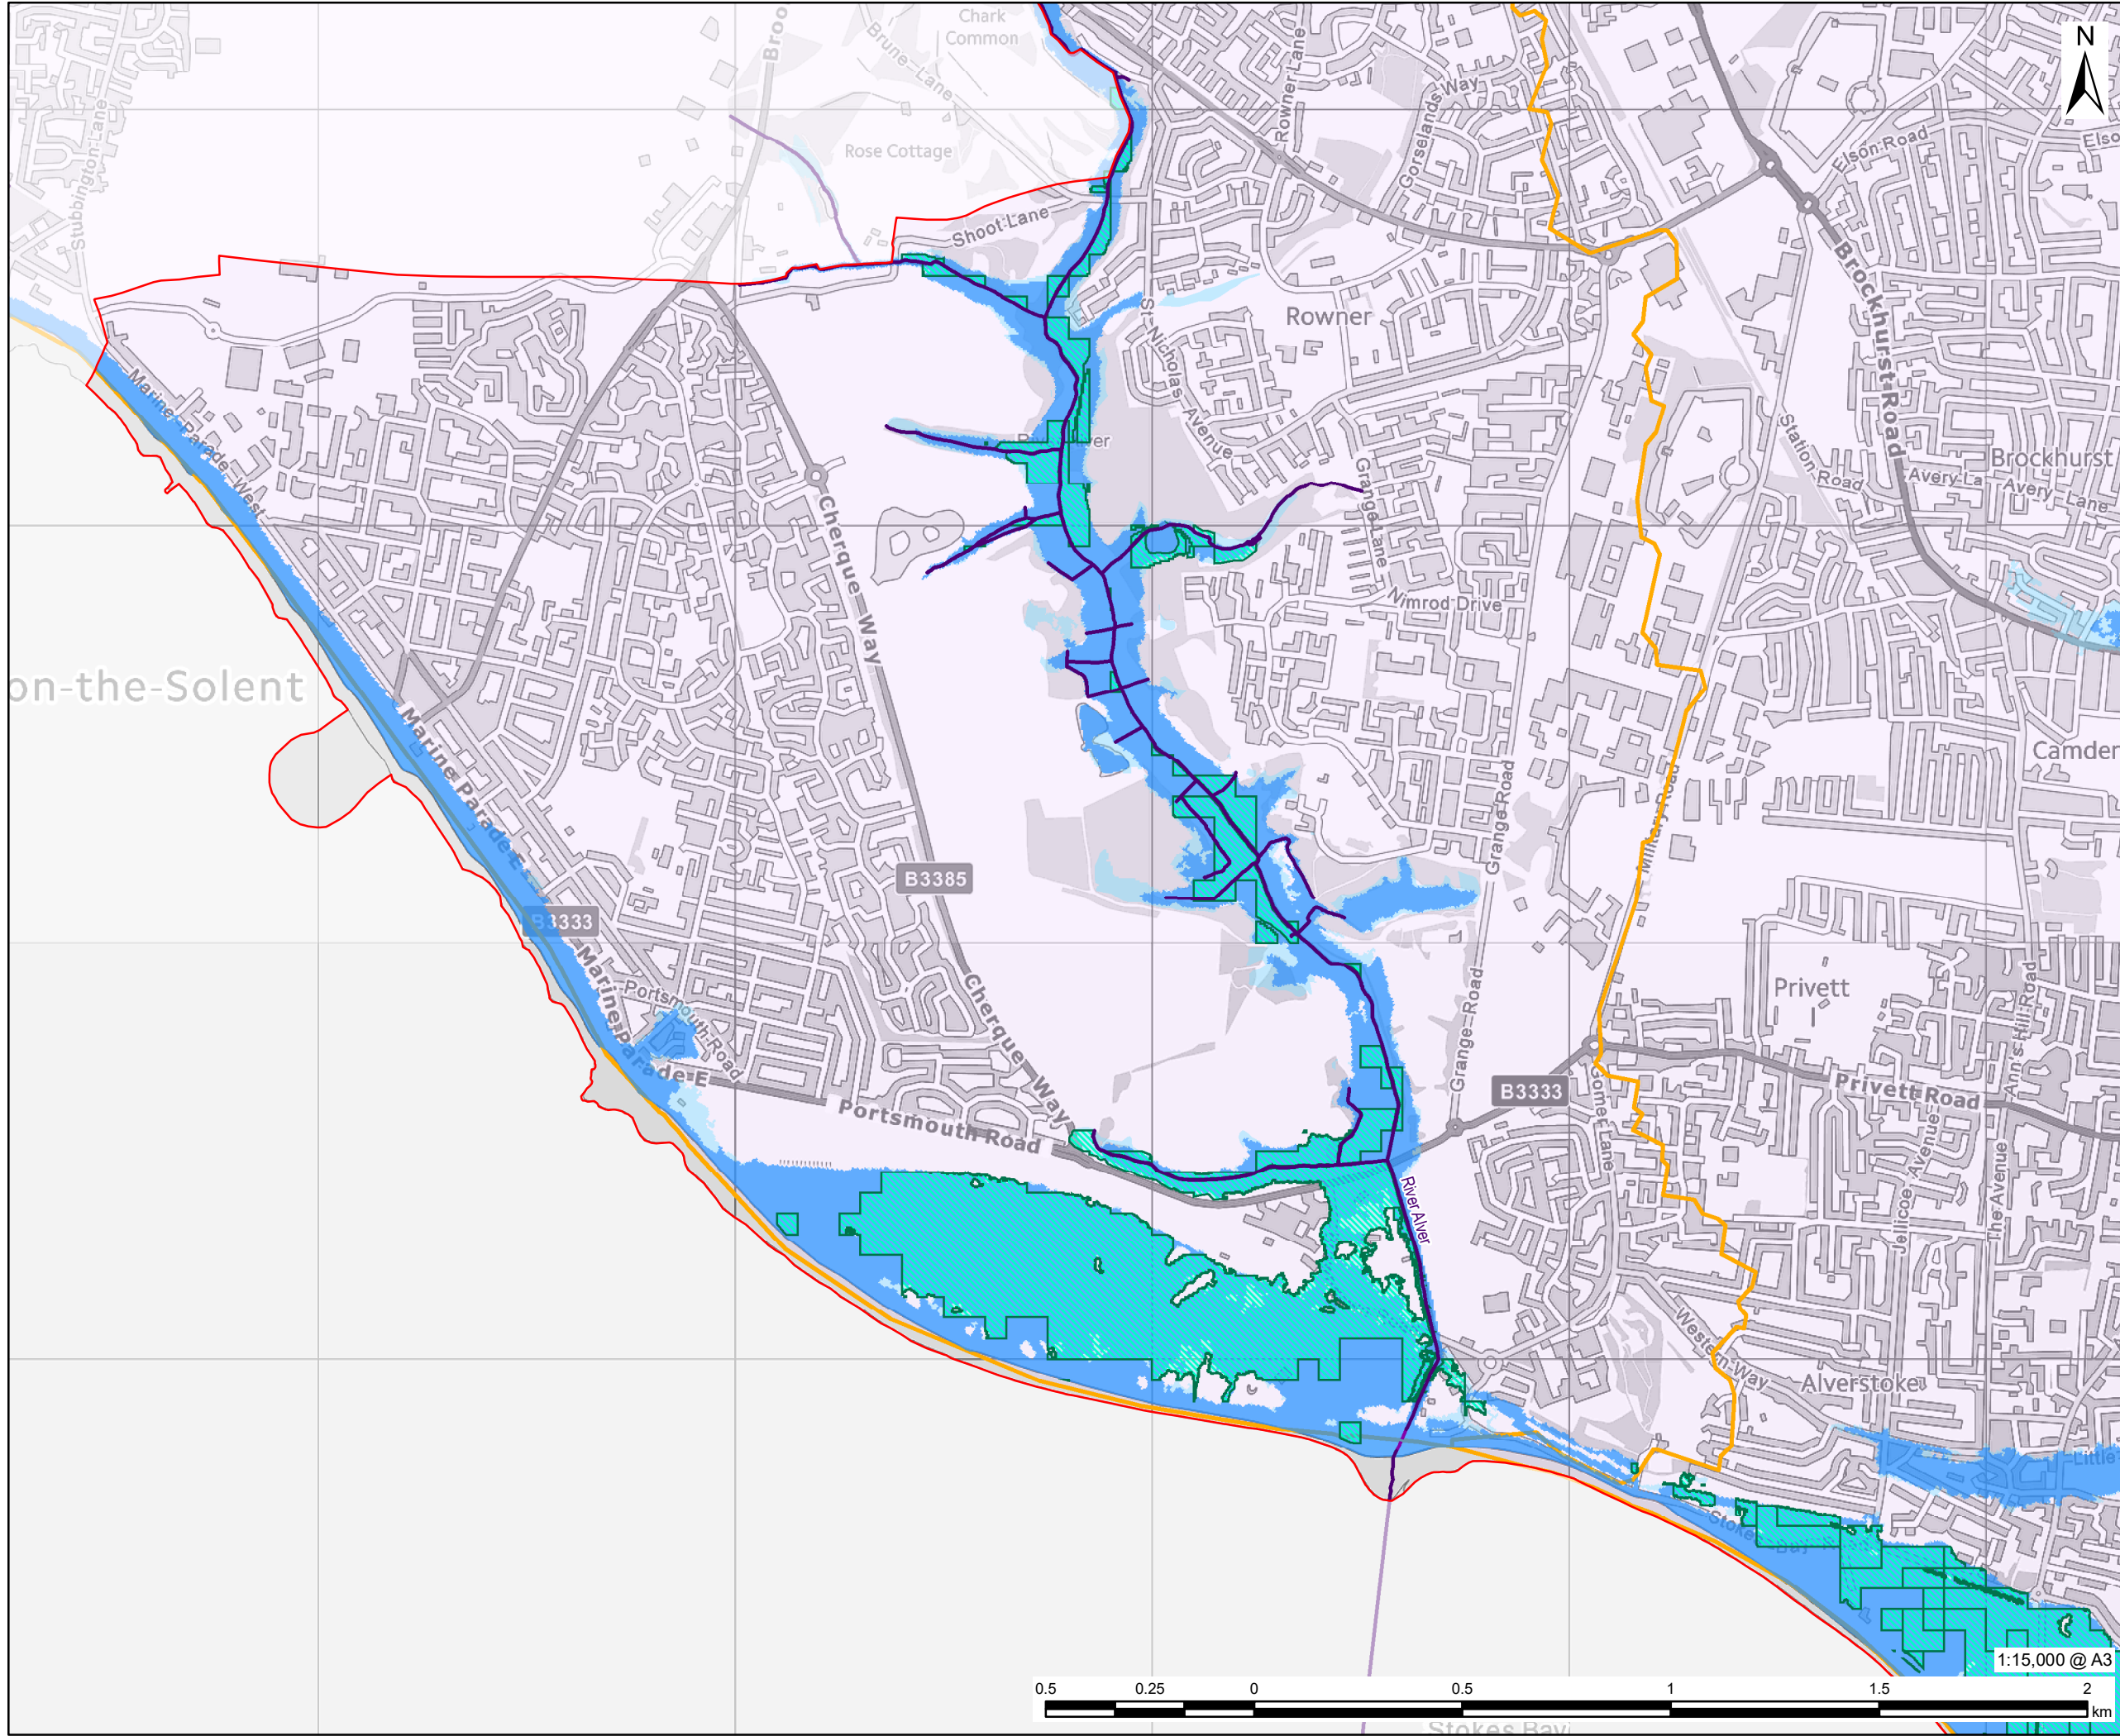 Chark
Common
Broo
Brune Lane
Stubbington Lane
Rose Cottage
Rowner Lane
Gorselands Way
N
Elson Road
Elso
Shoot Lane
Brockhurst Road
Rowner
St. Nicholas Avenue
Marine Parade West
Station Road
Brockhurst
Avery La
Avery Lane
Grange Lane
Cherque Way
Nimrod Drive
on-the-Solent
Camden
Marine Parade E
Military Road
Grange Road
B3385
B3333
Marine Parade E
Portsmouth Road
Cherque Way
Grange Road
Privett
Ann's Hill Road
B3333
Gomer Lane
Privett Road
Portsmouth Road
Jellicoe Avenue
The Avenue
River Alver
Western Way
Alverstoke
Little
Stokes Bay
1:15,000 @ A3
0.5 0.25 0 0.5 1 1.5 2
km
Stokes Bay